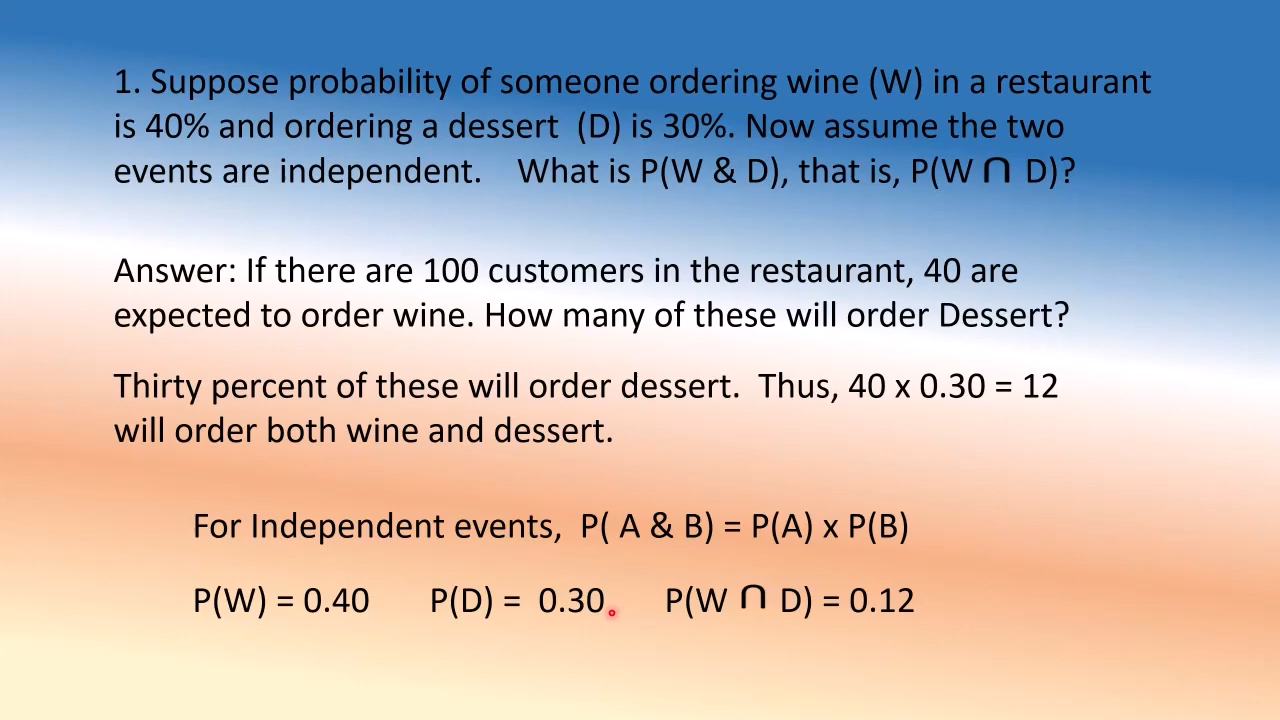 1. Suppose probability of someone ordering wine (W) in a restaurant
is 40% and ordering a dessert  (D) is 30%. Now assume the two
events are independent.    What is P(W & D), that is, P(W ∩ D)?
Answer: If there are 100 customers in the restaurant, 40 are
expected to order wine. How many of these will order Dessert?
Thirty percent of these will order dessert.  Thus, 40 x 0.30 = 12
will order both wine and dessert.
For Independent events,  P( A & B) = P(A) x P(B)
P(W) = 0.40      P(D) =  0.30      P(W ∩ D) = 0.12